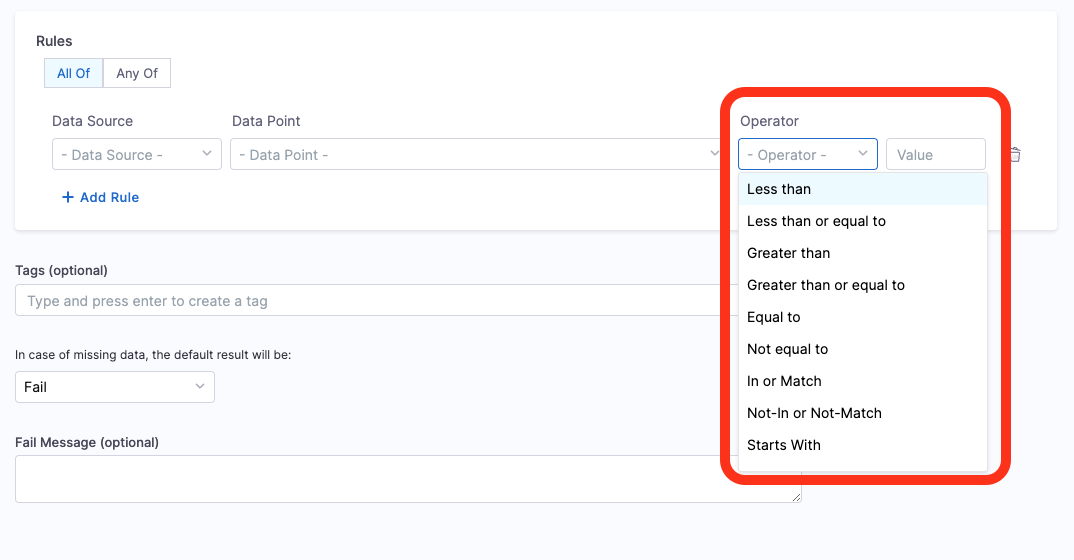 Rules
All Of Any Of
Data Source Data Point Operator
- Data Source - - Data Point - - Operator - Value
Less than
+ Add Rule
Less than or equal to
Greater than
Tags (optional)
Greater than or equal to
Type and press enter to create a tag
Equal to
In case of missing data, the default result will be:
Not equal to
Fail
In or Match
Not-In or Not-Match
Fail Message (optional)
Starts With